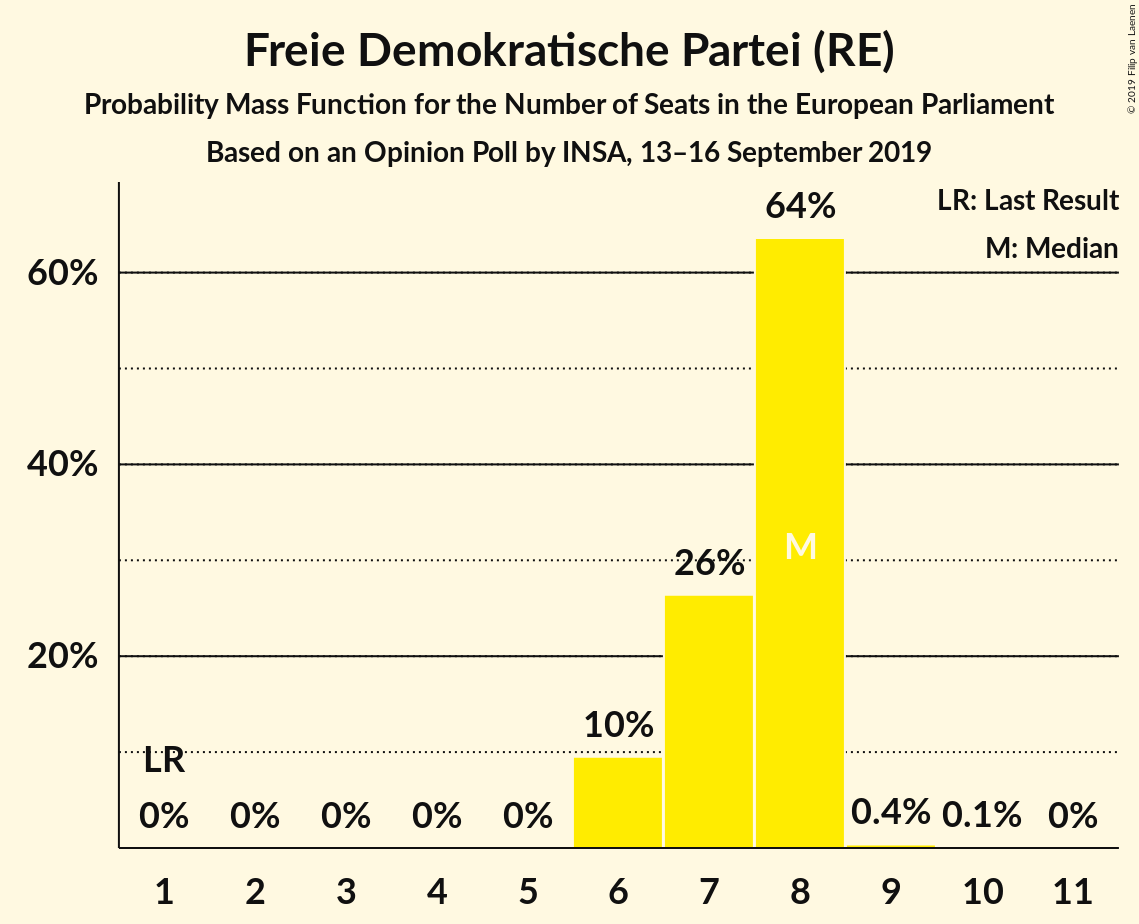 Freie Demokratische Partei (RE)
Probability Mass Function for the Number of Seats in the European Parliament
Based on an Opinion Poll by INSA, 13–16 September 2019
© 2019 Filip van Laenen
LR: Last Result
M: Median
64%
60%
40%
20%
26%
M
10%
LR
0% 0% 0% 0% 0% 0.4% 0.1% 0%
1 2 3 4 5 6 7 8 9 10 11